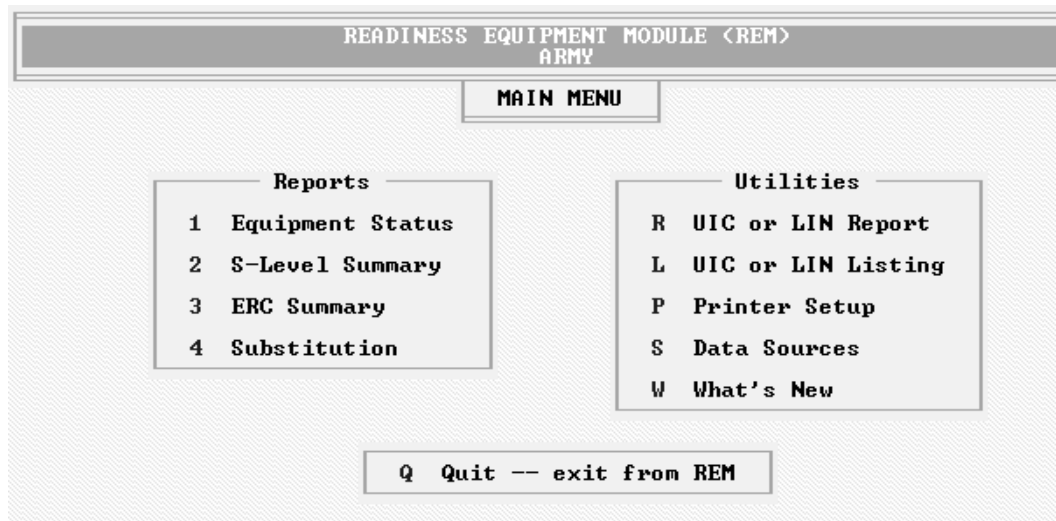 READINESS EQUIPMENT MODULE <REM>
ARMY
MAIN MENU
Reports
1 Equipment Status
2 S-Level Summary
3 ERC Summary
4 Substitution
Utilities
R UIC or LIN Report
L UIC or LIN Listing
P Printer Setup
S Data Sources
W What's New
Q Quit -- exit from REM